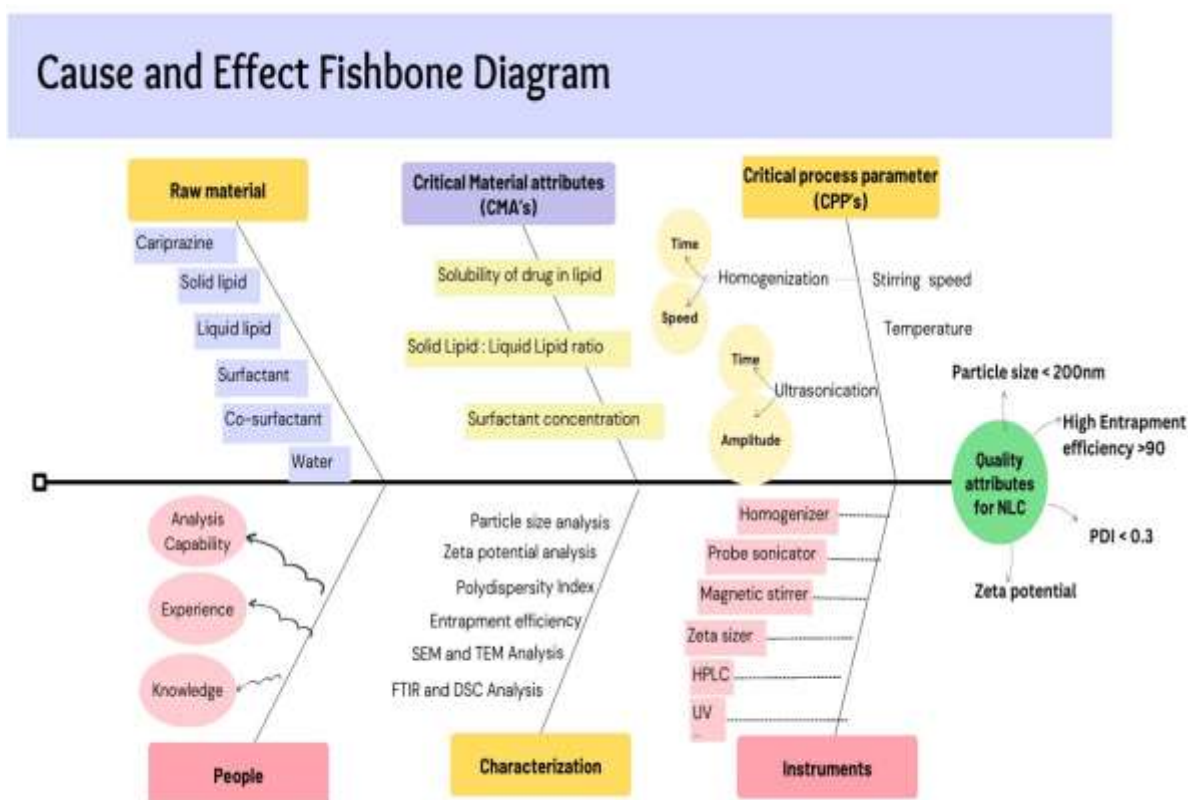 Cause and Effect Fishbone Diagram
Raw material
Cariprazine
Solid lipid
Liquid lipid
Surfactant
Co-surfactant
Water
Critical Material attributes
(CMA's)
Solubility of drug in lipid
Solid Lipid : Liquid Lipid ratio
Surfactant concentration
Critical process parameter
(CPP's)
Time
Homogenization
Speed
Stirring speed
Temperature
Time
Ultrasonication
Amplitude
Particle size < 200nm
High Entrapment
efficiency >90
Quality
attributes
for NLC
PDI < 0.3
Zeta potential
Analysis
Capability
Experience
Knowledge
People
Particle size analysis
Zeta potential analysis
Polydispersity Index
Entrapment efficiency
SEM and TEM Analysis
FTIR and DSC Analysis
Characterization
Homogenizer
Probe sonicator
Magnetic stirrer
Zeta sizer
HPLC
UV
Instruments